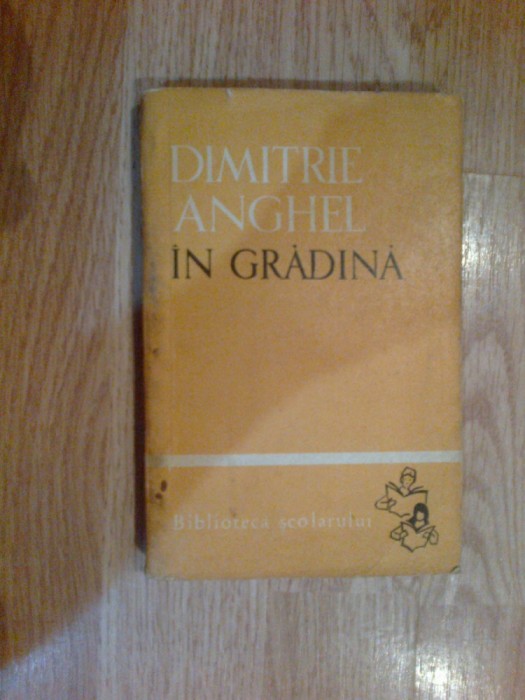 DIMITRIE
ANGHEL
ÎN GRĂDINĂ
Biblioteca școlarului